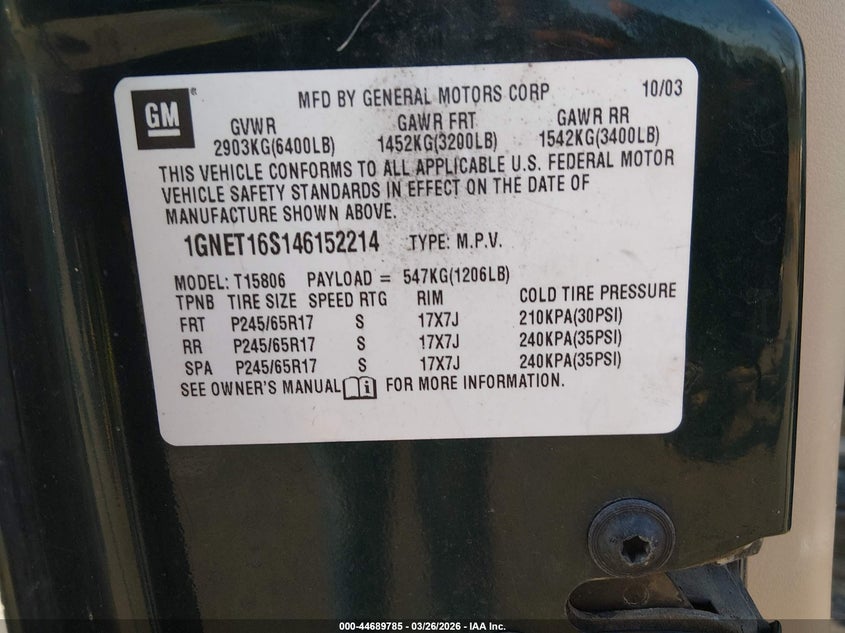 GM ® MFD BY GENERAL MOTORS CORP 10/03
GVWR GAWR FRT GAWR RR
2903KG(6400LB) 1452KG(3200LB) 1542KG(3400LB)
THIS VEHICLE CONFORMS TO ALL APPLICABLE U.S. FEDERAL MOTOR
VEHICLE SAFETY STANDARDS IN EFFECT ON THE DATE OF
MANUFACTURE SHOWN ABOVE.
1GNET16S146152214 TYPE: M.P.V.
MODEL: T15806 PAYLOAD = 547KG(1206LB)
TPNB TIRE SIZE SPEED RTG RIM COLD TIRE PRESSURE
FRT P245/65R17 S 17X7J 210KPA(30PSI)
RR P245/65R17 S 17X7J 240KPA(35PSI)
SPA P245/65R17 S 17X7J 240KPA(35PSI)
SEE OWNER'S MANUAL i FOR MORE INFORMATION.
000-44689785 - 03/26/2026 - IAA Inc.